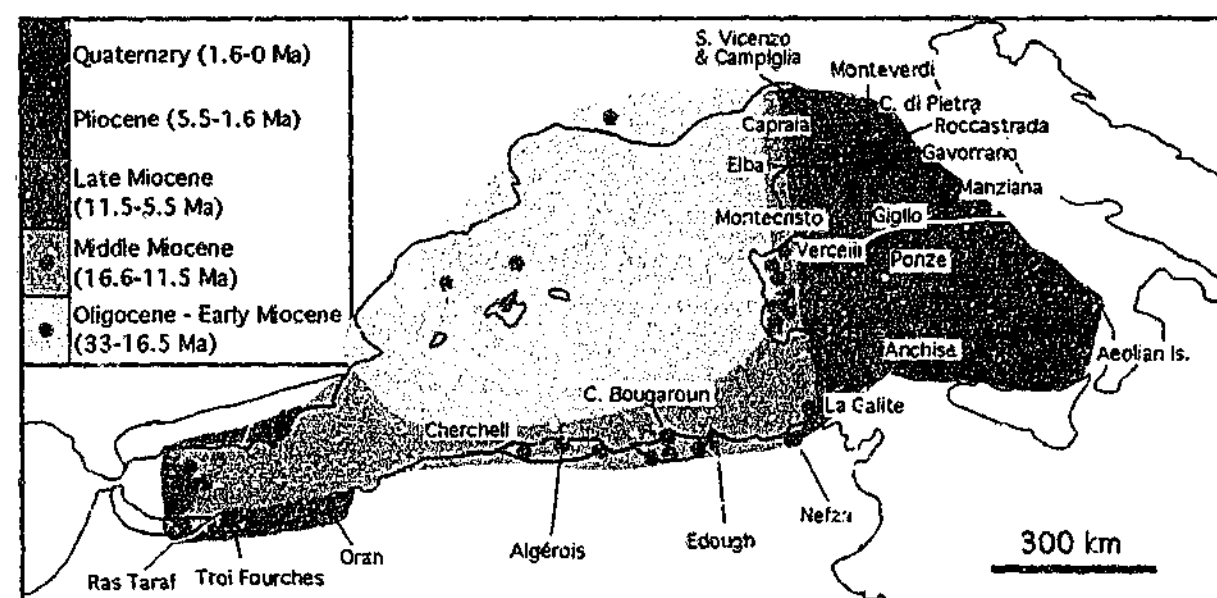 Quaternary (1.6-0 Ma)
Pliocene (5.5-1.6 Ma)
Late Miocene
(11.5-5.5 Ma)
Middle Miocene
(16.6-11.5 Ma)
Oligocene - Early Miocene
(33-16.5 Ma)
S. Vicenzo
& Campiglia
Monteverdi
C. di Pietra
Capraia
Roccastrada
Gavorrano
Elba
Manziana
Montecristo
Giglio
Vercelli
Ponze
Anchise
Aeolian Is.
C. Bougaroun
La Galite
Cherchell
Nefza
Algérois
Edough
Oran
Ras Taraf
Troi Fourches
300 km